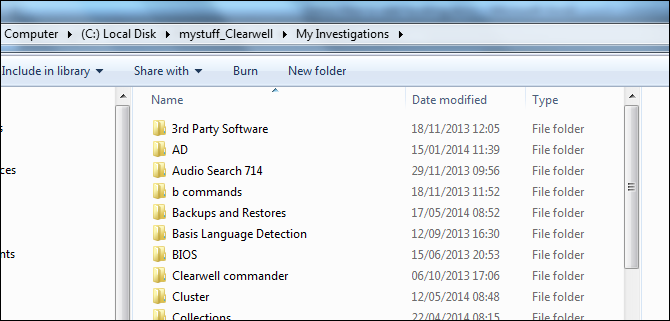 Computer (C:) Local Disk mystuff_Clearwell My Investigations
Include in library Share with Burn New folder
Name Date modified Type
3rd Party Software 18/11/2013 12:05 File folder
AD 15/01/2014 11:39 File folder
Audio Search 714 29/11/2013 09:56 File folder
b commands 18/11/2013 11:52 File folder
Backups and Restores 17/05/2014 08:52 File folder
Basis Language Detection 12/09/2013 16:30 File folder
BIOS 15/06/2013 20:53 File folder
Clearwell commander 06/10/2013 17:06 File folder
Cluster 12/05/2014 08:48 File folder
Collections 22/04/2014 08:15 File folder